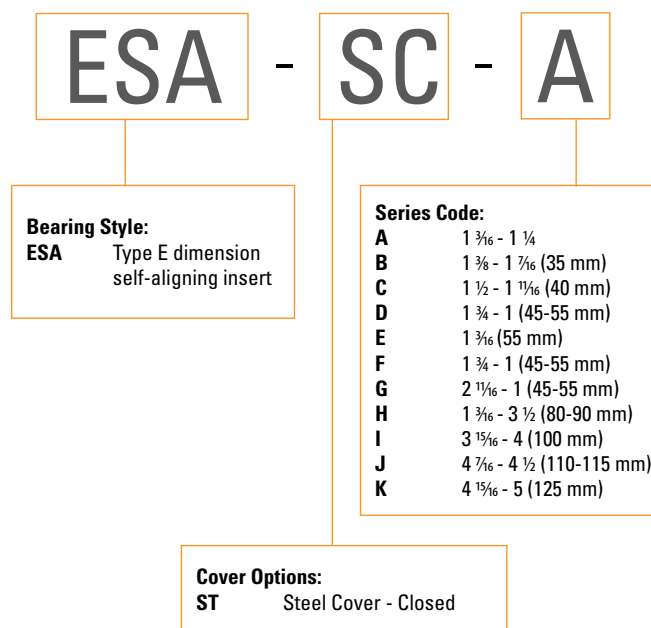 ESA - SC - A
Bearing Style:
ESA Type E dimension
self-aligning insert
Series Code:
A 1 3⁄16 - 1 ¼
B 1 ⅜ - 1 7⁄16 (35 mm)
C 1 ½ - 1 11⁄16 (40 mm)
D 1 ¾ - 1 (45-55 mm)
E 1 3⁄16 (55 mm)
F 1 ¾ - 1 (45-55 mm)
G 2 11⁄16 - 1 (45-55 mm)
H 1 3⁄16 - 3 ½ (80-90 mm)
I 3 15⁄16 - 4 (100 mm)
J 4 7⁄16 - 4 ½ (110-115 mm)
K 4 15⁄16 - 5 (125 mm)
Cover Options:
ST Steel Cover - Closed